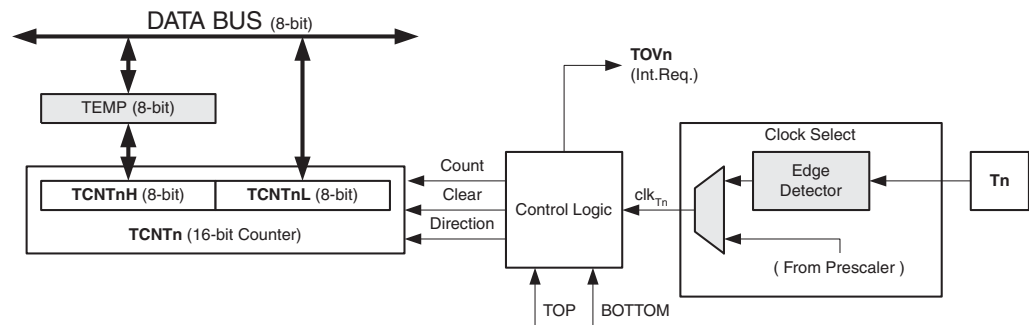 DATA BUS (8-bit)
TOVn
(Int.Req.)
TEMP (8-bit)
Clock Select
Count
Edge
Detector
Tn
TCNTnH (8-bit) TCNTnL (8-bit)
Clear
Control Logic
clkTn
TCNTn (16-bit Counter)
Direction
( From Prescaler )
TOP
BOTTOM